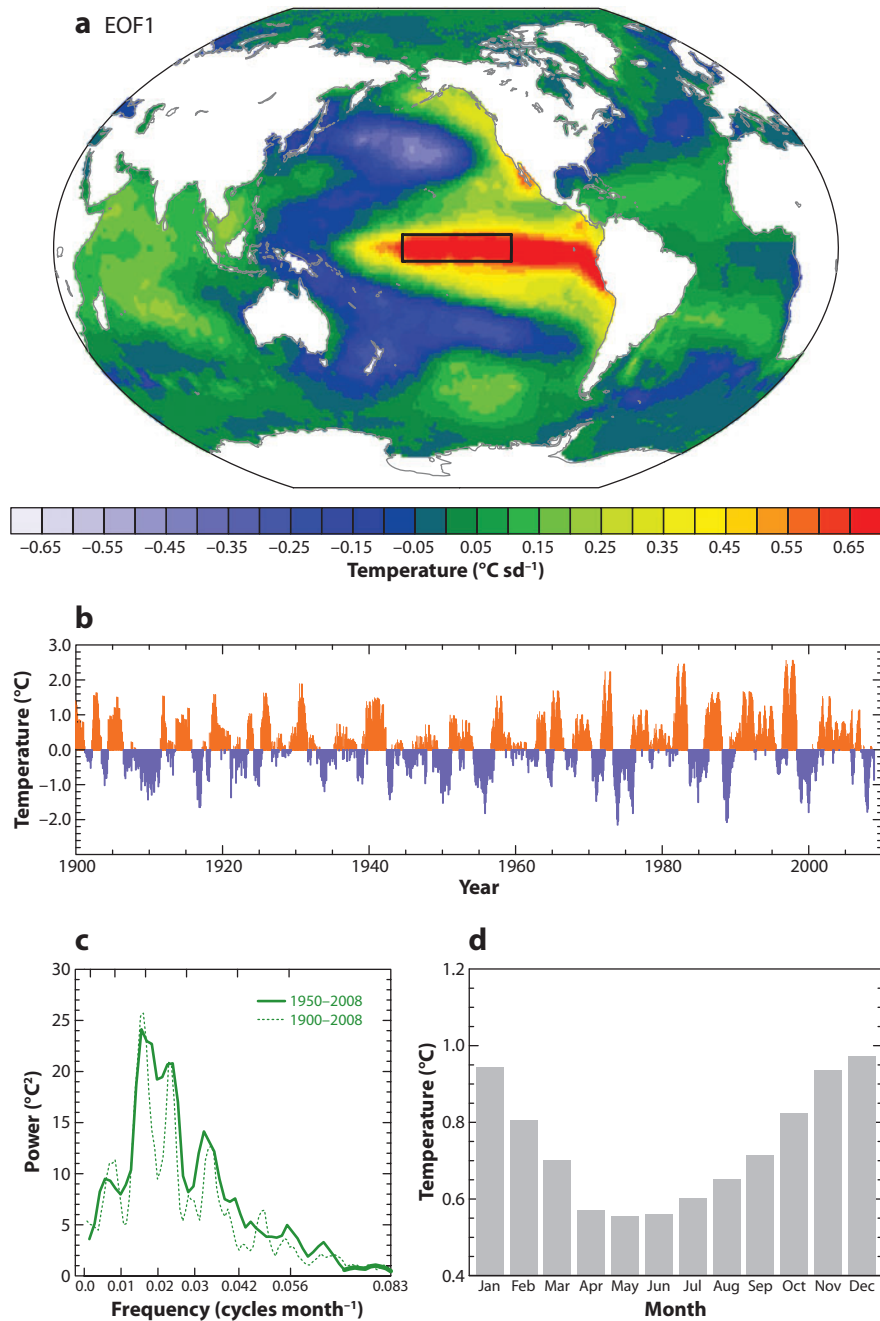 a EOF1
−0.65 −0.55 −0.45 −0.35 −0.25 −0.15 −0.05 0.05 0.15 0.25 0.35 0.45 0.55 0.65
Temperature (°C sd⁻¹)
b
3.0
2.0
1.0
0.0
−1.0
−2.0
Temperature (°C)
1900 1920 1940 1960 1980 2000
Year
c
30
25
20
15
10
5
0
Power (°C²)
1950–2008
1900–2008
0.0 0.01 0.02 0.03 0.042 0.056 0.083
Frequency (cycles month⁻¹)
d
1.2
1.0
0.8
0.6
0.4
Temperature (°C)
Jan Feb Mar Apr May Jun Jul Aug Sep Oct Nov Dec
Month